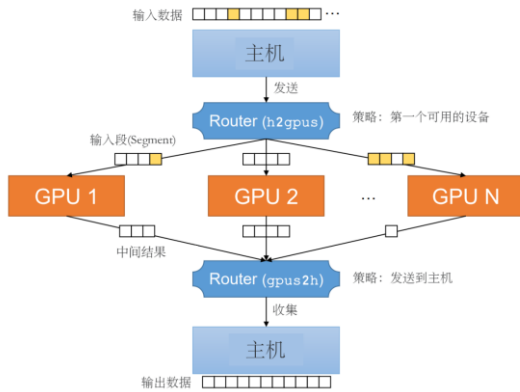 输入数据
…
主机
发送
Router (h2gpus)
策略：第一个可用的设备
输入段(Segment)
GPU 1
GPU 2
…
GPU N
中间结果
Router (gpus2h)
策略：发送到主机
收集
主机
输出数据